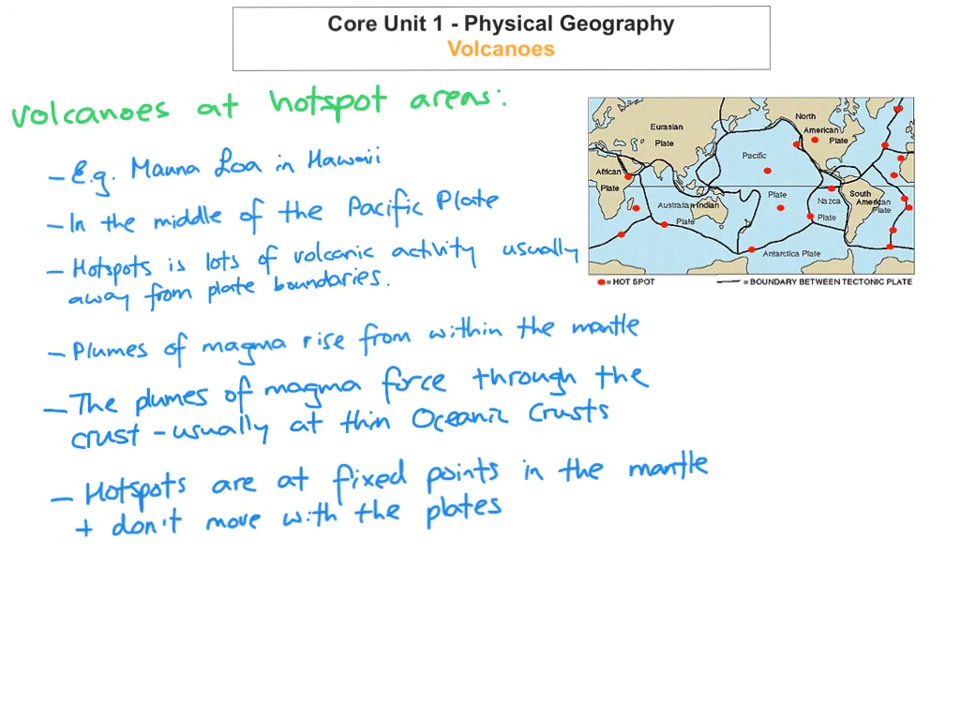 Core Unit 1 - Physical Geography
Volcanoes
Volcanoes at hotspot areas:
- E.g. Mauna Loa in Hawaii
- In the middle of the Pacific Plate
- Hotspots is lots of volcanic activity usually
away from plate boundaries.
- Plumes of magma rise from within the mantle
- The plumes of magma force through the
crust - usually at thin Oceanic Crusts
- Hotspots are at fixed points in the mantle
+ don't move with the plates
North
American
Plate
Eurasian
Plate
Pacific
Plate
African
Plate
Australian Indian
Plate
Nazca
Plate
South
American
Plate
Antarctica Plate
= HOT SPOT
= BOUNDARY BETWEEN TECTONIC PLATE